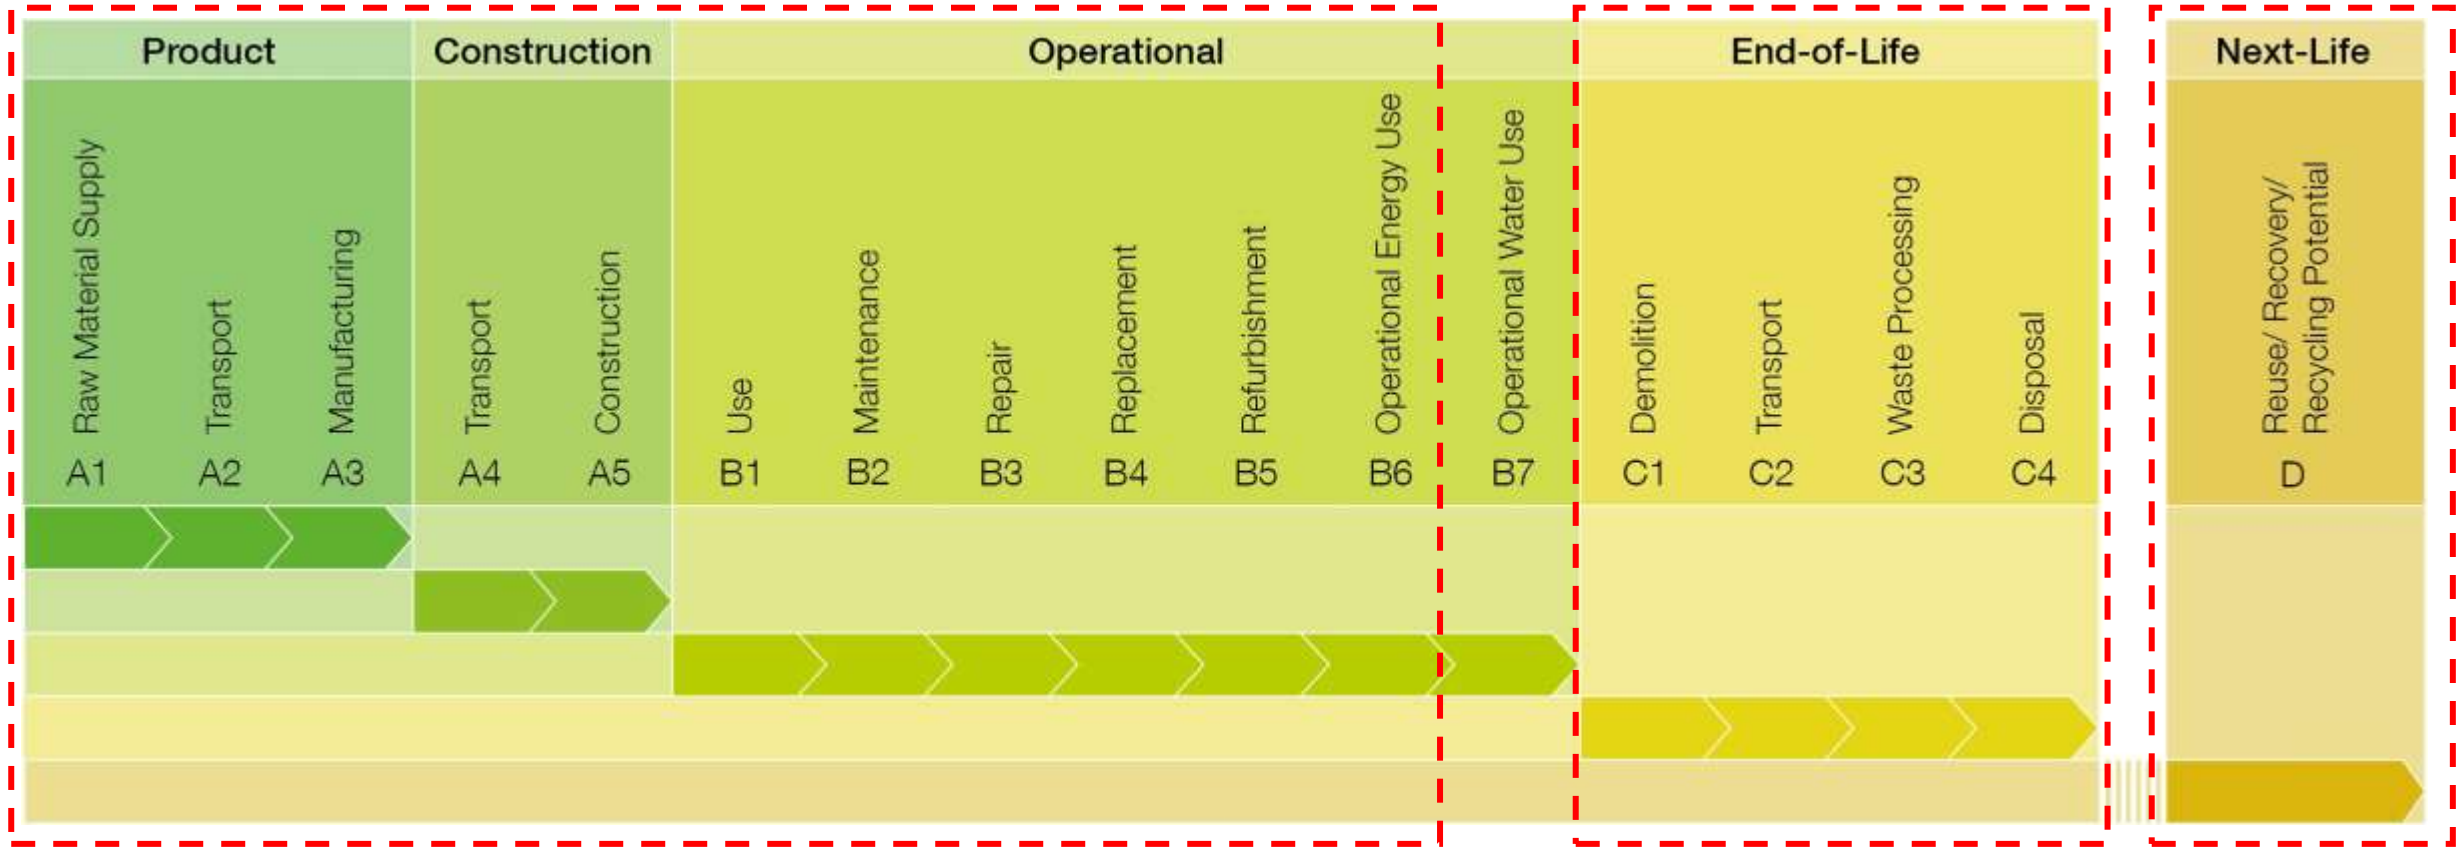 Product
Construction
Operational
End-of-Life
Next-Life
Raw Material Supply
Transport
Manufacturing
Transport
Construction
Use
Maintenance
Repair
Replacement
Refurbishment
Operational Energy Use
Operational Water Use
Demolition
Transport
Waste Processing
Disposal
Reuse/ Recovery/
Recycling Potential
A1
A2
A3
A4
A5
B1
B2
B3
B4
B5
B6
B7
C1
C2
C3
C4
D